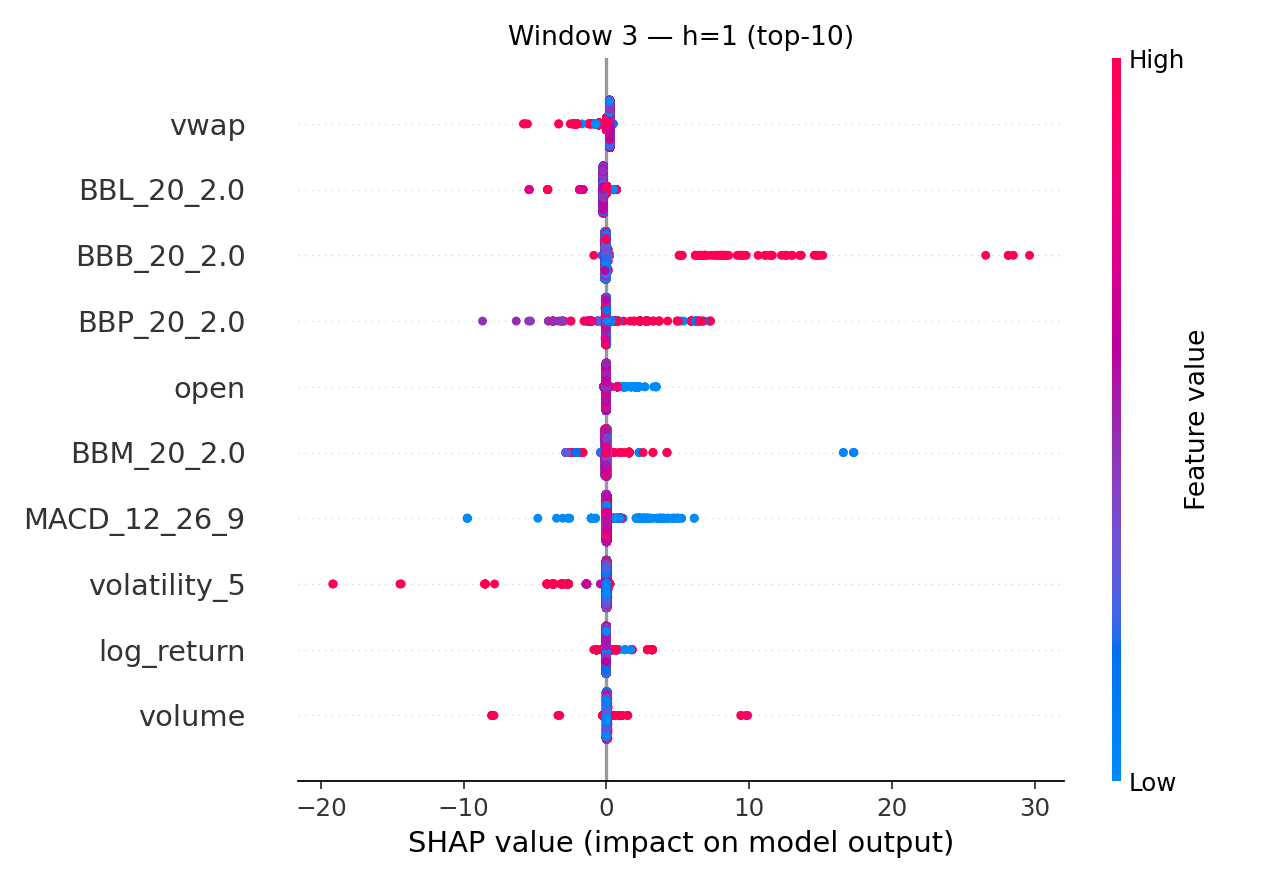 Window 3 — h=1 (top-10)
High
vwap
BBL_20_2.0
BBB_20_2.0
BBP_20_2.0
open
BBM_20_2.0
MACD_12_26_9
volatility_5
log_return
volume
Feature value
Low
−20 −10 0 10 20 30
SHAP value (impact on model output)